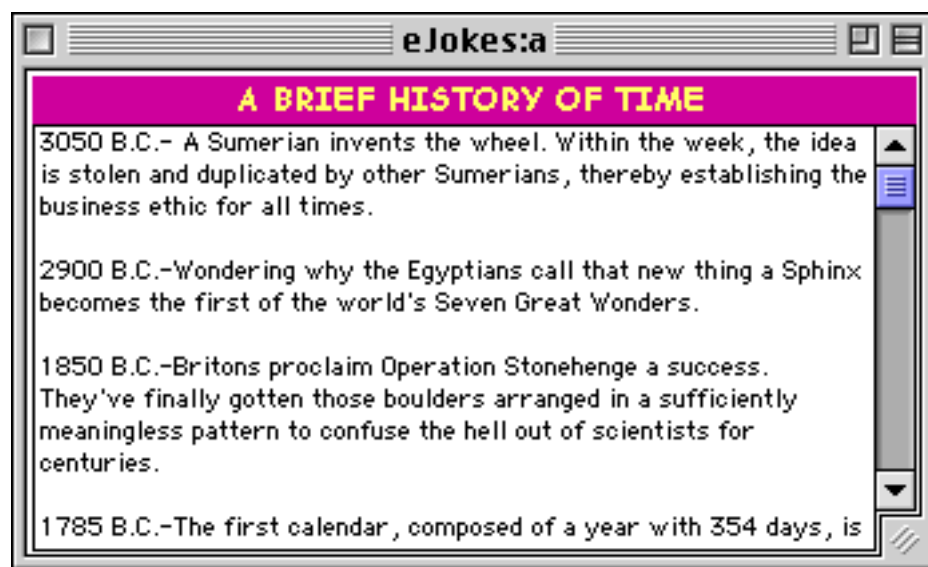 eJokes:a
A BRIEF HISTORY OF TIME
3050 B.C.- A Sumerian invents the wheel. Within the week, the idea
is stolen and duplicated by other Sumerians, thereby establishing the
business ethic for all times.
2900 B.C.-Wondering why the Egyptians call that new thing a Sphinx
becomes the first of the world's Seven Great Wonders.
1850 B.C.-Britons proclaim Operation Stonehenge a success.
They've finally gotten those boulders arranged in a sufficiently
meaningless pattern to confuse the hell out of scientists for
centuries.
1785 B.C.-The first calendar, composed of a year with 354 days, is